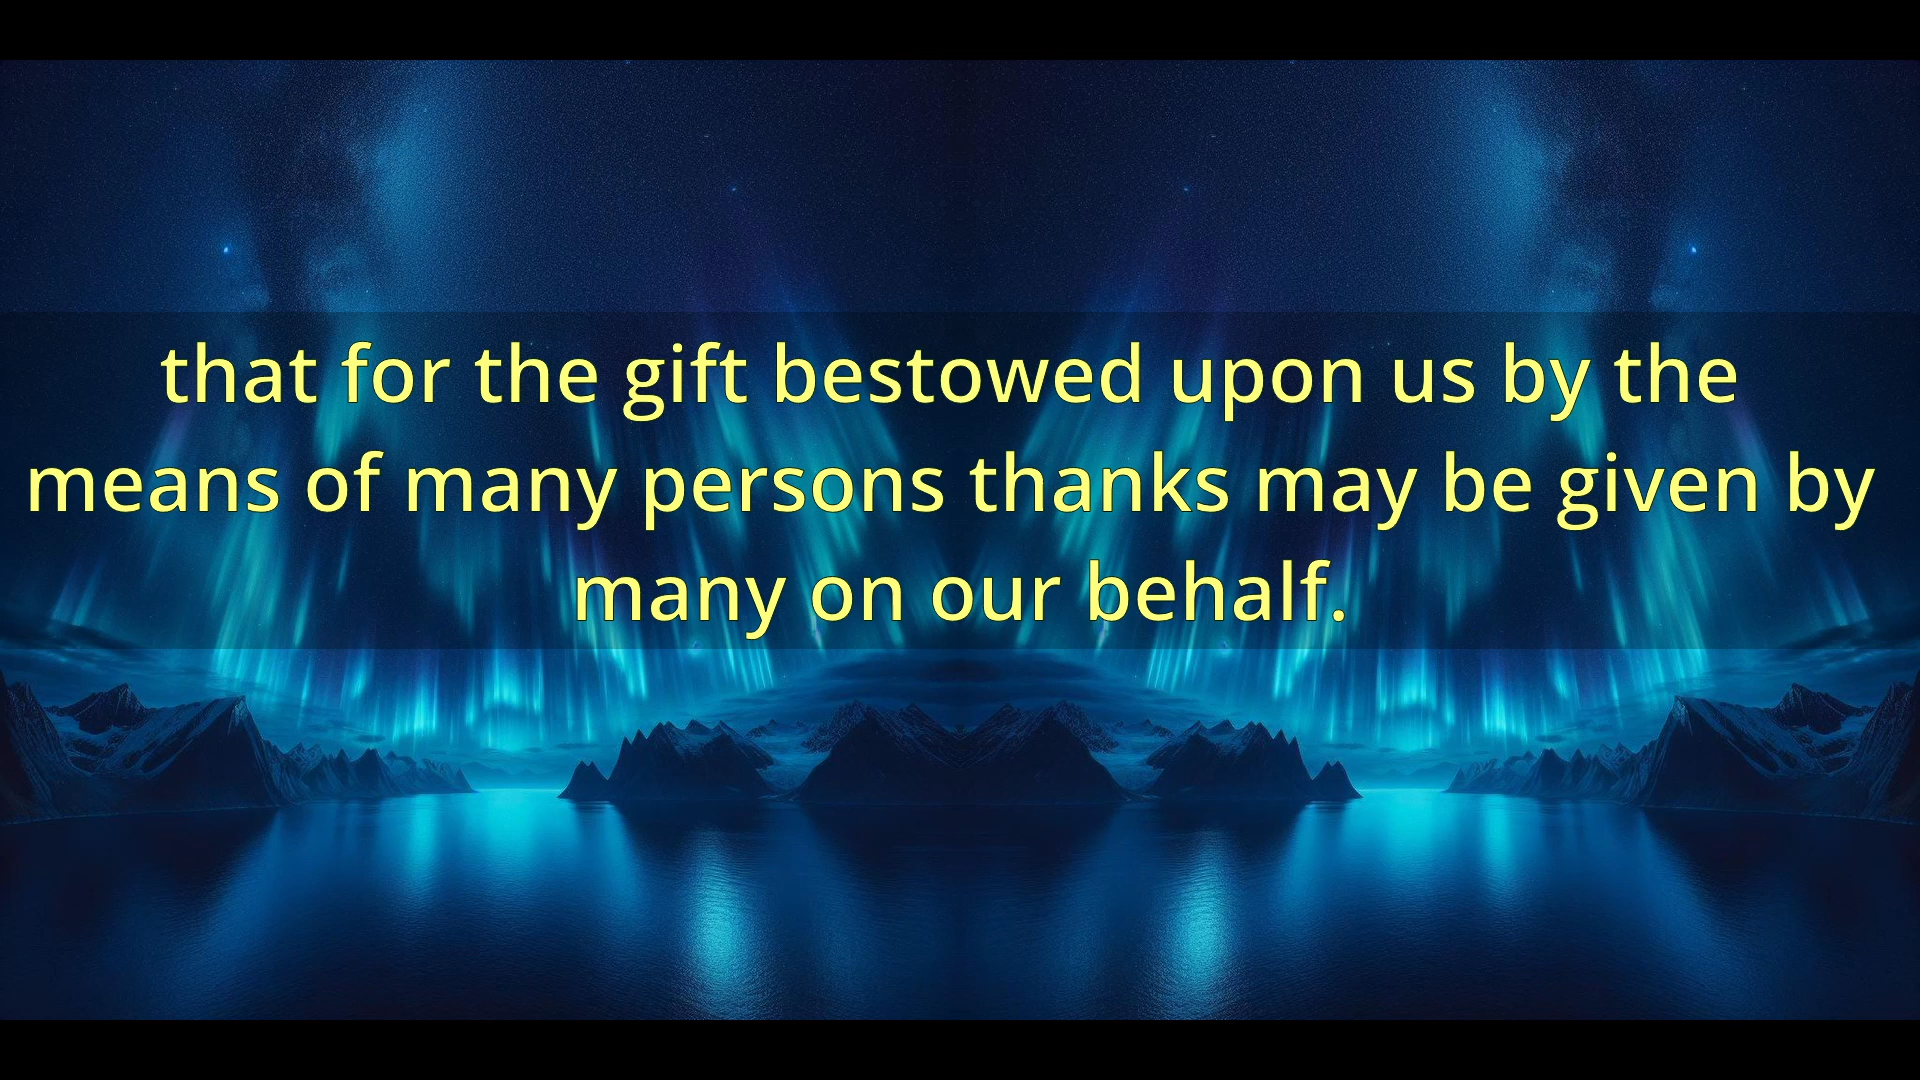 that for the gift bestowed upon us by the
means of many persons thanks may be given by
many on our behalf.